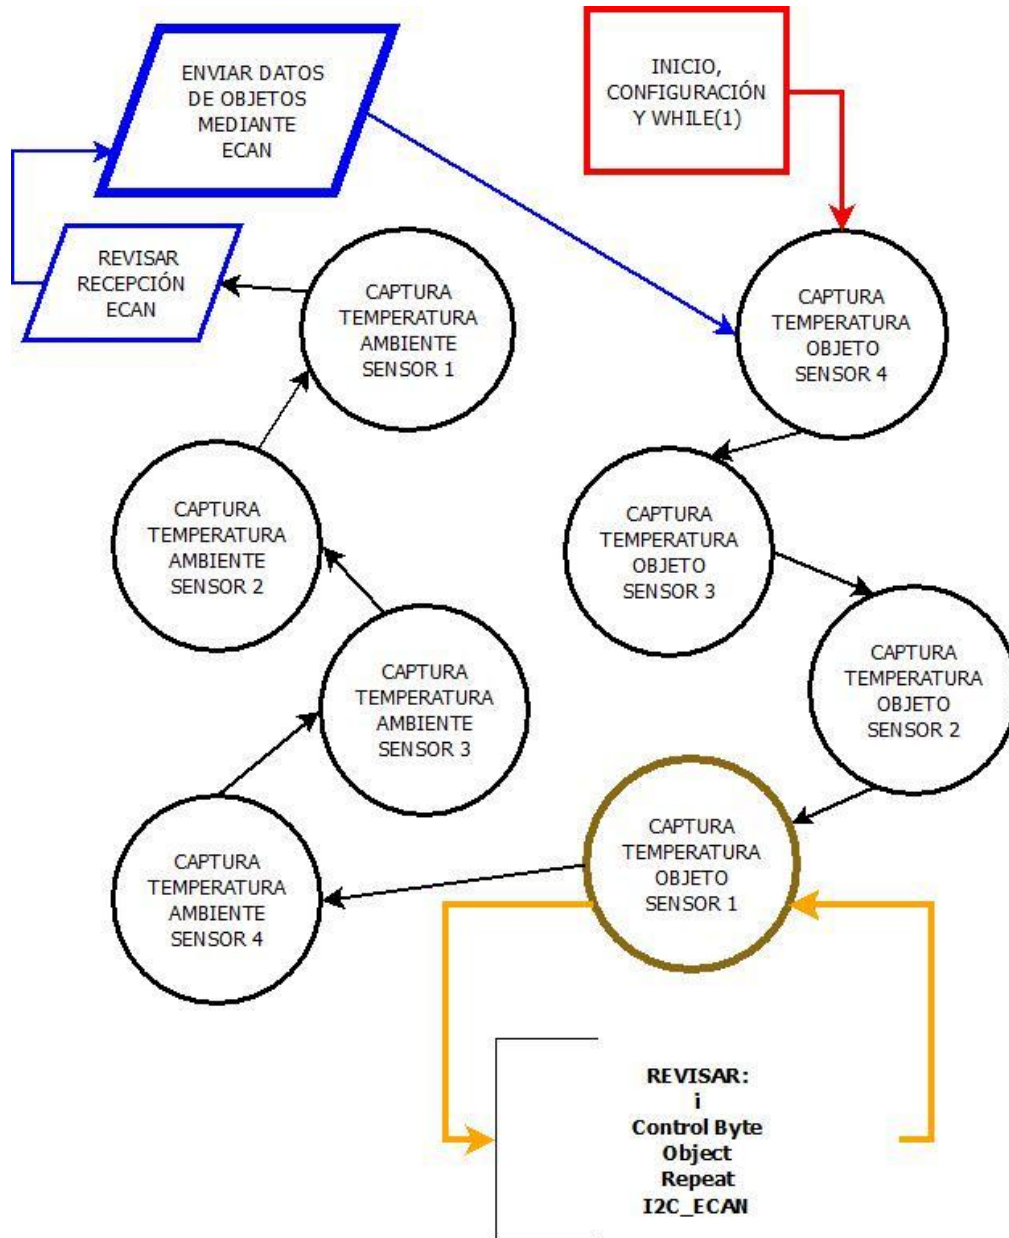 ENVIAR DATOS
DE OBJETOS
MEDIANTE
ECAN
INICIO,
CONFIGURACIÓN
Y WHILE(1)
REVISAR
RECEPCIÓN
ECAN
CAPTURA
TEMPERATURA
AMBIENTE
SENSOR 1
CAPTURA
TEMPERATURA
OBJETO
SENSOR 4
CAPTURA
TEMPERATURA
AMBIENTE
SENSOR 2
CAPTURA
TEMPERATURA
OBJETO
SENSOR 3
CAPTURA
TEMPERATURA
AMBIENTE
SENSOR 3
CAPTURA
TEMPERATURA
OBJETO
SENSOR 2
CAPTURA
TEMPERATURA
OBJETO
SENSOR 1
CAPTURA
TEMPERATURA
AMBIENTE
SENSOR 4
REVISAR:
i
Control Byte
Object
Repeat
I2C_ECAN